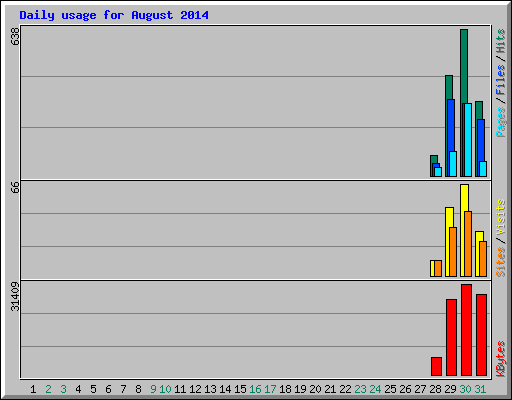 Daily usage for August 2014
638
66
31409
Pages / Files / Hits
Sites / Visits
KBytes
1 2 3 4 5 6 7 8 9 10 11 12 13 14 15 16 17 18 19 20 21 22 23 24 25 26 27 28 29 30 31